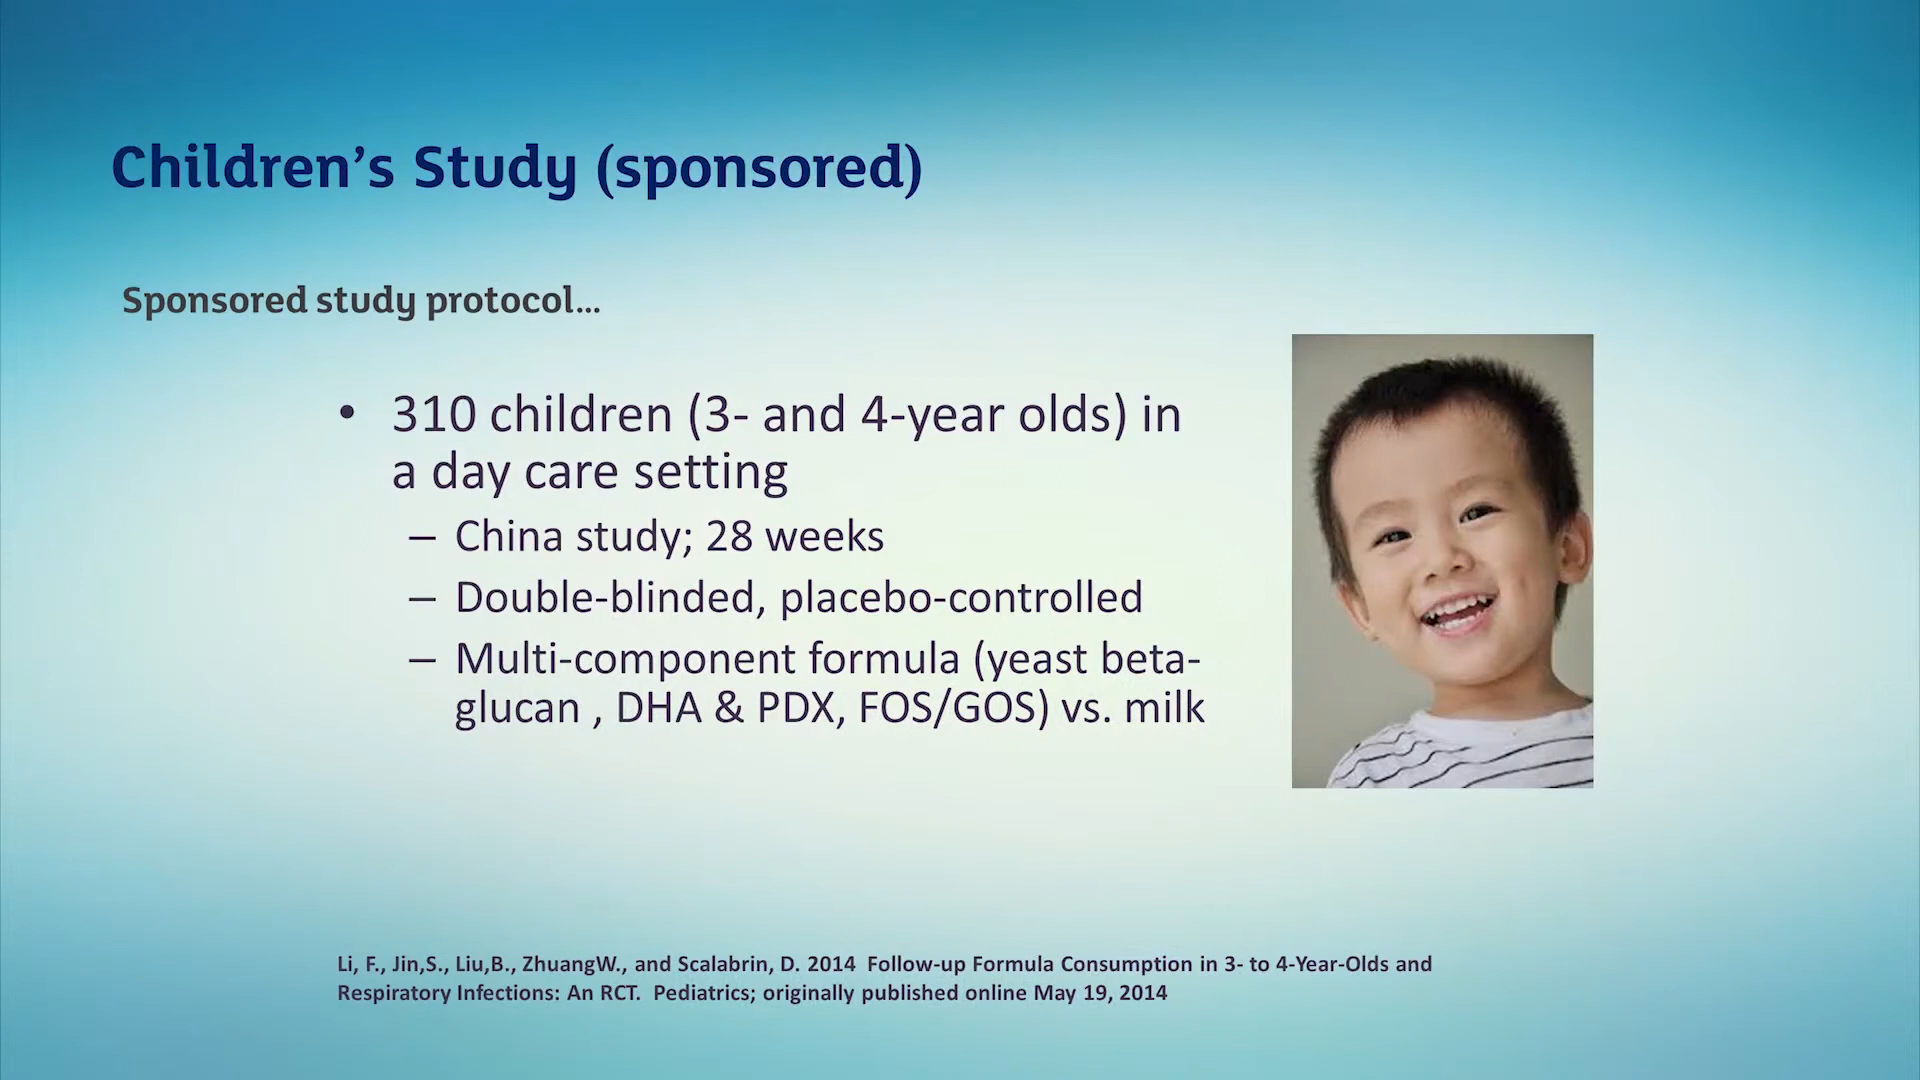 Children's Study (sponsored)
Sponsored study protocol...
• 310 children (3- and 4-year olds) in
a day care setting
– China study; 28 weeks
– Double-blinded, placebo-controlled
– Multi-component formula (yeast beta-
glucan , DHA & PDX, FOS/GOS) vs. milk
Li, F., Jin,S., Liu,B., ZhuangW., and Scalabrin, D. 2014  Follow-up Formula Consumption in 3- to 4-Year-Olds and
Respiratory Infections: An RCT.  Pediatrics; originally published online May 19, 2014